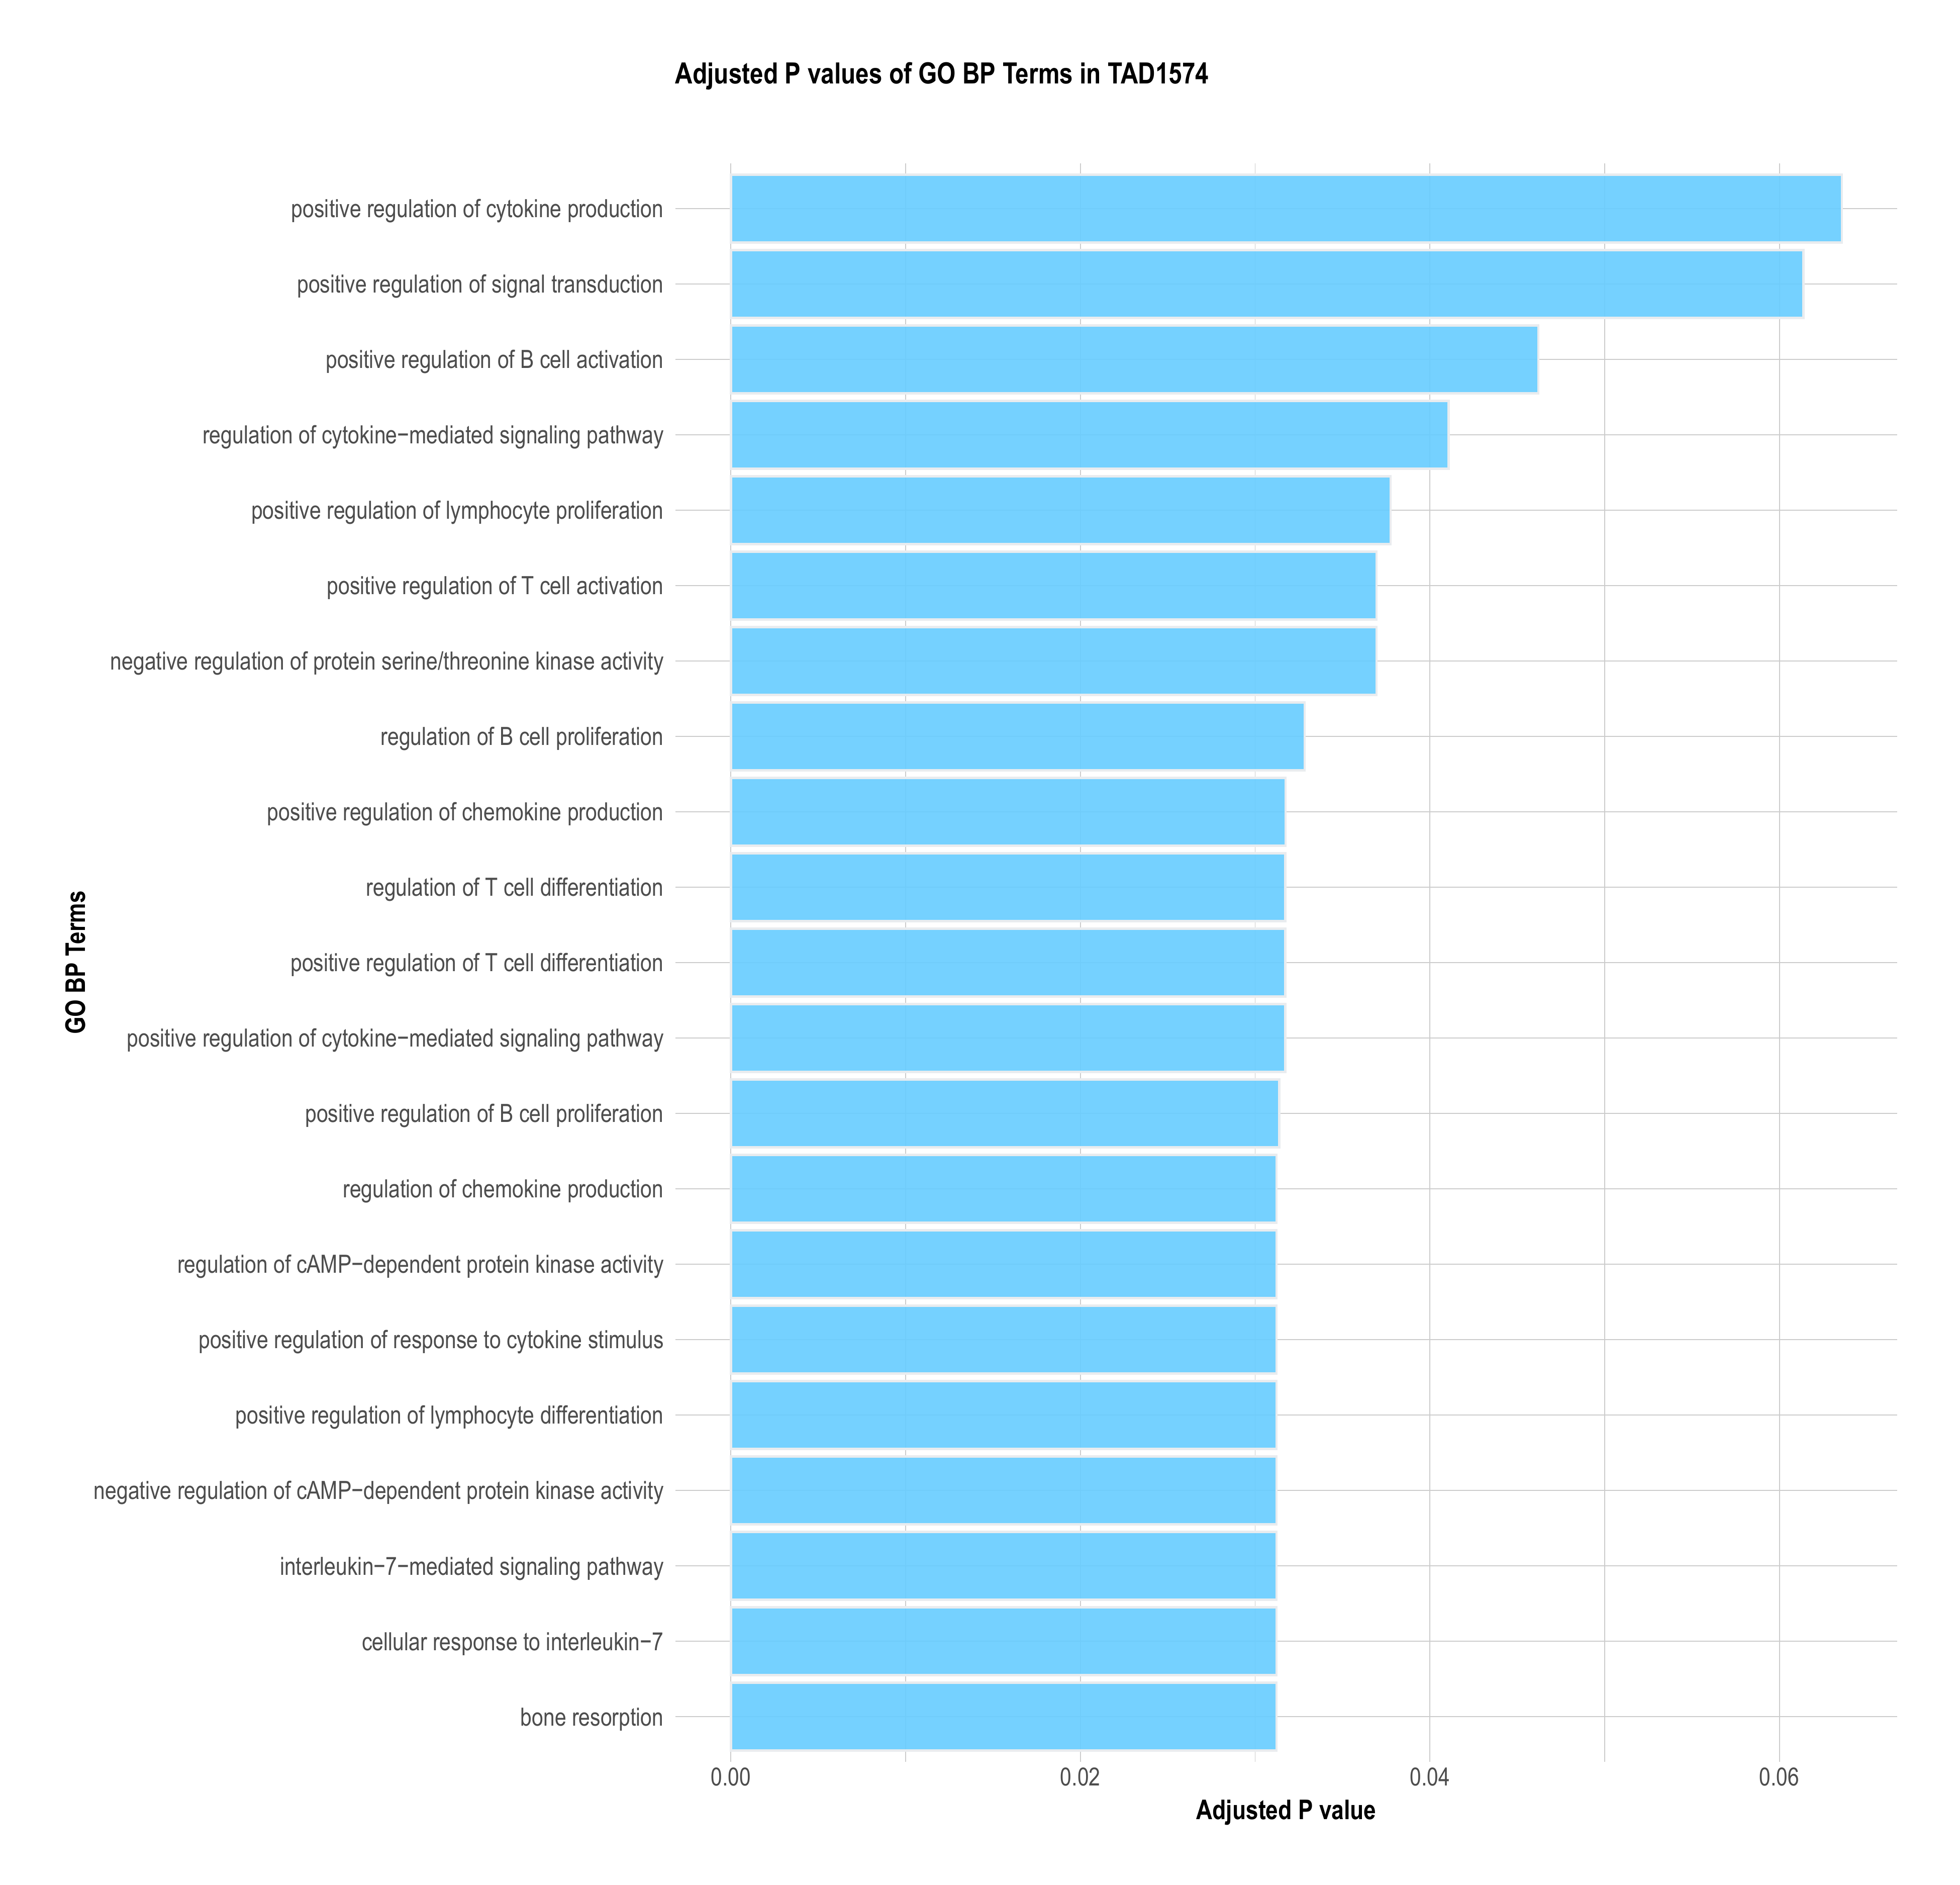 Adjusted P values of GO BP Terms in TAD1574
positive regulation of cytokine production
positive regulation of signal transduction
positive regulation of B cell activation
regulation of cytokine−mediated signaling pathway
positive regulation of lymphocyte proliferation
positive regulation of T cell activation
negative regulation of protein serine/threonine kinase activity
regulation of B cell proliferation
positive regulation of chemokine production
regulation of T cell differentiation
positive regulation of T cell differentiation
positive regulation of cytokine−mediated signaling pathway
positive regulation of B cell proliferation
regulation of chemokine production
regulation of cAMP−dependent protein kinase activity
positive regulation of response to cytokine stimulus
positive regulation of lymphocyte differentiation
negative regulation of cAMP−dependent protein kinase activity
interleukin−7−mediated signaling pathway
cellular response to interleukin−7
bone resorption
GO BP Terms
0.00 0.02 0.04 0.06
Adjusted P value